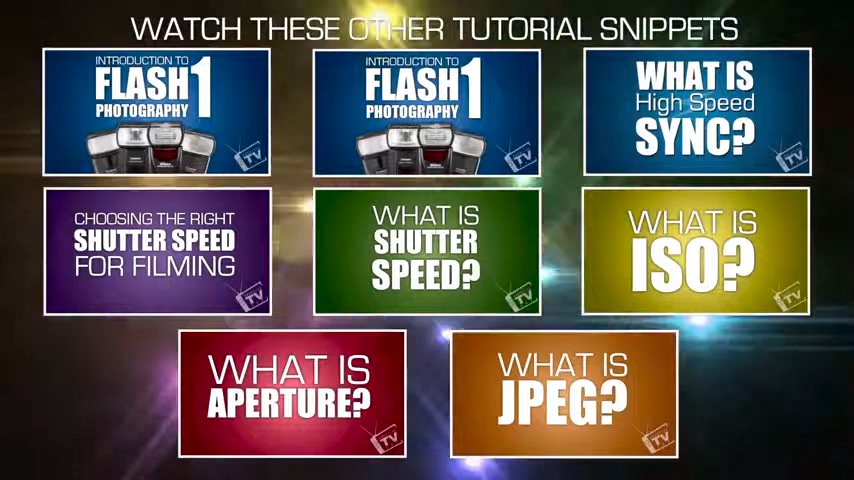 WATCH THESE OTHER TUTORIAL SNIPPETS
INTRODUCTION TO
FLASH 1
PHOTOGRAPHY
TV
INTRODUCTION TO
FLASH 1
PHOTOGRAPHY
TV
WHAT IS
High Speed
SYNC?
TV
CHOOSING THE RIGHT
SHUTTER SPEED
FOR FILMING
TV
WHAT IS
SHUTTER
SPEED?
TV
WHAT IS
ISO?
TV
WHAT IS
APERTURE?
TV
WHAT IS
JPEG?
TV